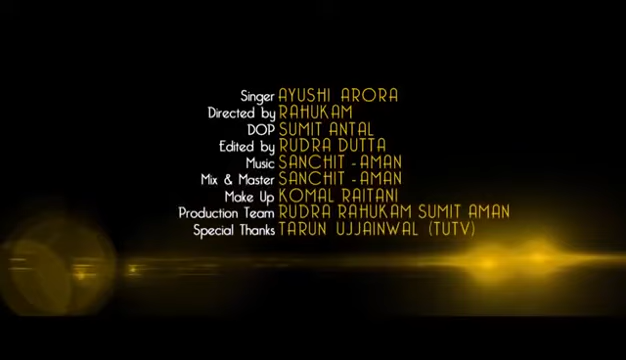 Singer AYUSHI ARORA
Directed by RAHUKAM
DOP SUMIT ANTAL
Edited by RUDRA DUTTA
Music SANCHIT - AMAN
Mix & Master SANCHIT - AMAN
Make Up KOMAL RAITANI
Production Team RUDRA RAHUKAM SUMIT AMAN
Special Thanks TARUN UJJAINWAL (TUTV)